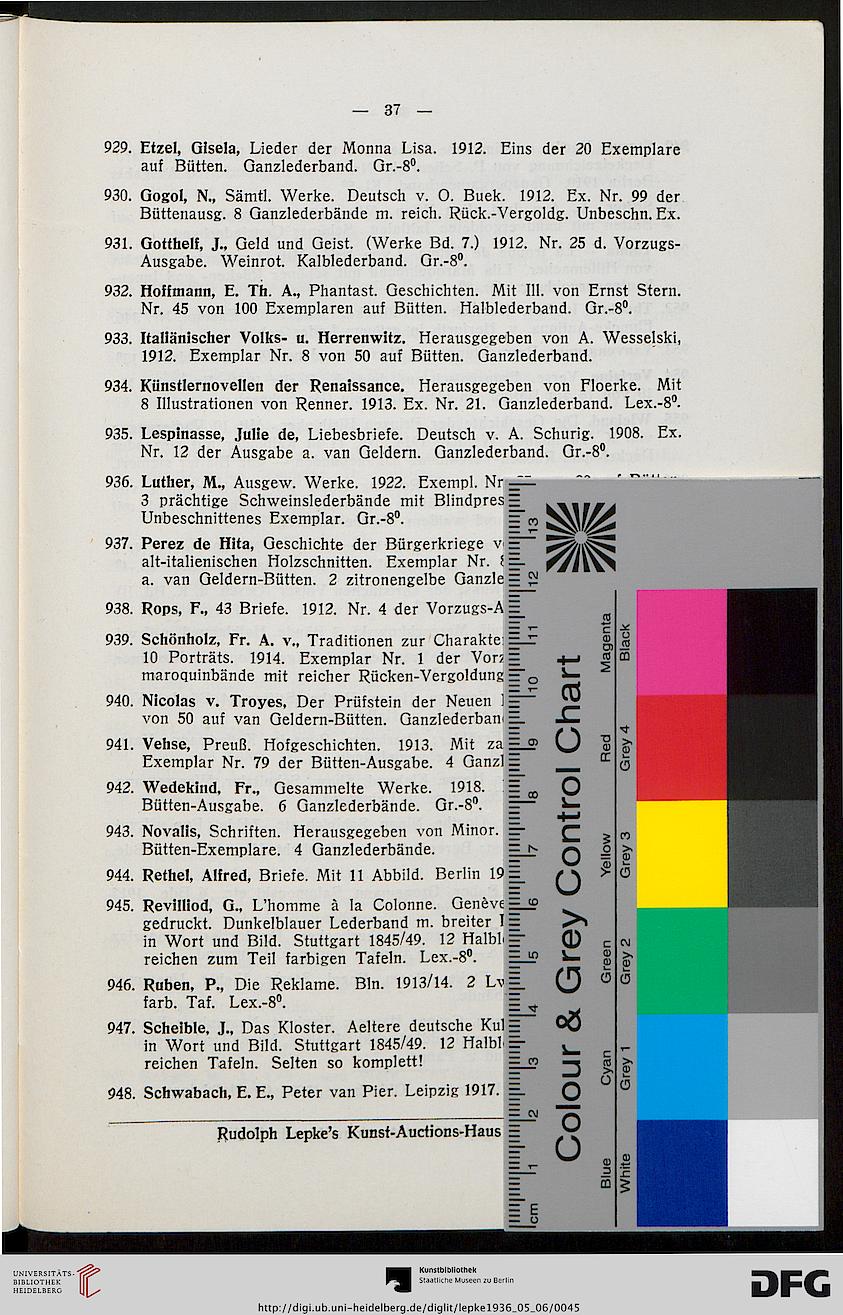 — 37 —
929. Etzel, Gisela, Lieder der Monna Lisa. 1912. Eins der 20 Exemplare
auf Bütten. Ganzlederband. Gr.-8⁰.
930. Gogol, N., Sämtl. Werke. Deutsch v. O. Buek. 1912. Ex. Nr. 99 der
Büttenausg. 8 Ganzlederbände m. reich. Rück.-Vergoldg. Unbeschn. Ex.
931. Gotthelf, J., Geld und Geist. (Werke Bd. 7.) 1912. Nr. 25 d. Vorzugs-
Ausgabe. Weinrot. Kalblederband. Gr.-8⁰.
932. Hoffmann, E. Th. A., Phantast. Geschichten. Mit Ill. von Ernst Stern.
Nr. 45 von 100 Exemplaren auf Bütten. Halblederband. Gr.-8⁰.
933. Italiänischer Volks- u. Herrenwitz. Herausgegeben von A. Wesselski,
1912. Exemplar Nr. 8 von 50 auf Bütten. Ganzlederband.
934. Künstlernovellen der Renaissance. Herausgegeben von Floerke. Mit
8 Illustrationen von Renner. 1913. Ex. Nr. 21. Ganzlederband. Lex.-8⁰.
935. Lespinasse, Julie de, Liebesbriefe. Deutsch v. A. Schurig. 1908. Ex.
Nr. 12 der Ausgabe a. van Geldern. Ganzlederband. Gr.-8⁰.
936. Luther, M., Ausgew. Werke. 1922. Exempl. Nr
3 prächtige Schweinslederbände mit Blindpres
Unbeschnittenes Exemplar. Gr.-8⁰.
937. Perez de Hita, Geschichte der Bürgerkriege v
alt-italienischen Holzschnitten. Exemplar Nr.
a. van Geldern-Bütten. 2 zitronengelbe Ganzle
938. Rops, F., 43 Briefe. 1912. Nr. 4 der Vorzugs-A
939. Schönholz, Fr. A. v., Traditionen zur Charakte
10 Porträts. 1914. Exemplar Nr. 1 der Vorz
maroquinbände mit reicher Rücken-Vergoldung
940. Nicolas v. Troyes, Der Prüfstein der Neuen
von 50 auf van Geldern-Bütten. Ganzlederban
941. Vehse, Preuß. Hofgeschichten. 1913. Mit za
Exemplar Nr. 79 der Bütten-Ausgabe. 4 Ganzl
942. Wedekind, Fr., Gesammelte Werke. 1918.
Bütten-Ausgabe. 6 Ganzlederbände. Gr.-8⁰.
943. Novalis, Schriften. Herausgegeben von Minor.
Bütten-Exemplare. 4 Ganzlederbände.
944. Rethel, Alfred, Briefe. Mit 11 Abbild. Berlin 19
945. Revilliod, G., L'homme à la Colonne. Genève
gedruckt. Dunkelblauer Lederband m. breiter
in Wort und Bild. Stuttgart 1845/49. 12 Halbl
reichen zum Teil farbigen Tafeln. Lex.-8⁰.
946. Ruben, P., Die Reklame. Bln. 1913/14. 2 Lv
farb. Taf. Lex.-8⁰.
947. Scheible, J., Das Kloster. Aeltere deutsche Kul
in Wort und Bild. Stuttgart 1845/49. 12 Halbl
reichen Tafeln. Selten so komplett!
948. Schwabach, E. E., Peter van Pier. Leipzig 1917.
Rudolph Lepke's Kunst-Auctions-Haus
Colour & Grey Control Chart
Blue Cyan Green Yellow Red Magenta
White Grey 1 Grey 2 Grey 3 Grey 4 Black
cm 1 2 3 4 5 6 7 8 9 10 11 12 13
UNIVERSITÄTS-
BIBLIOTHEK
HEIDELBERG
Kunstbibliothek
Staatliche Museen zu Berlin
DFG
http://digi.ub.uni-heidelberg.de/diglit/lepke1936_05_06/0045